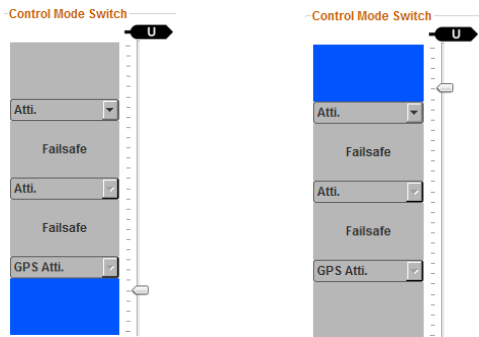 Control Mode Switch
U
Atti.
Failsafe
Atti.
Failsafe
GPS Atti.
Control Mode Switch
U
Atti.
Failsafe
Atti.
Failsafe
GPS Atti.